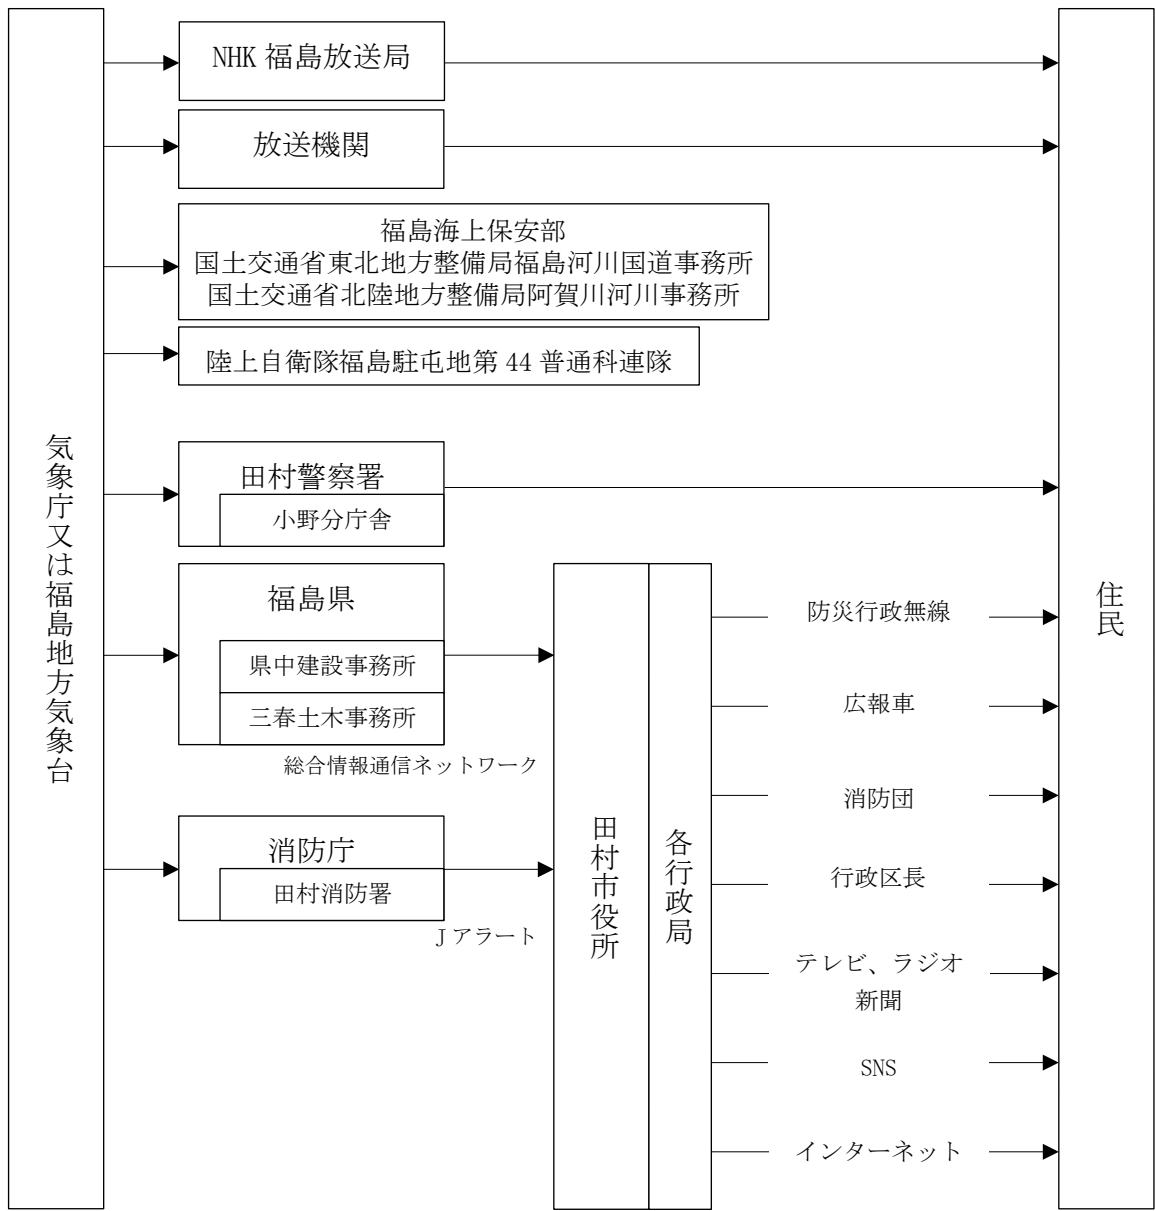 気象庁又は福島地方気象台
NHK 福島放送局
放送機関
福島海上保安部
国土交通省東北地方整備局福島河川国道事務所
国土交通省北陸地方整備局阿賀川河川事務所
陸上自衛隊福島駐屯地第 44 普通科連隊
田村警察署
小野分庁舎
福島県
県中建設事務所
三春土木事務所
総合情報通信ネットワーク
消防庁
田村消防署
Jアラート
田村市役所
各行政局
防災行政無線
広報車
消防団
行政区長
テレビ、ラジオ
新聞
SNS
インターネット
住民